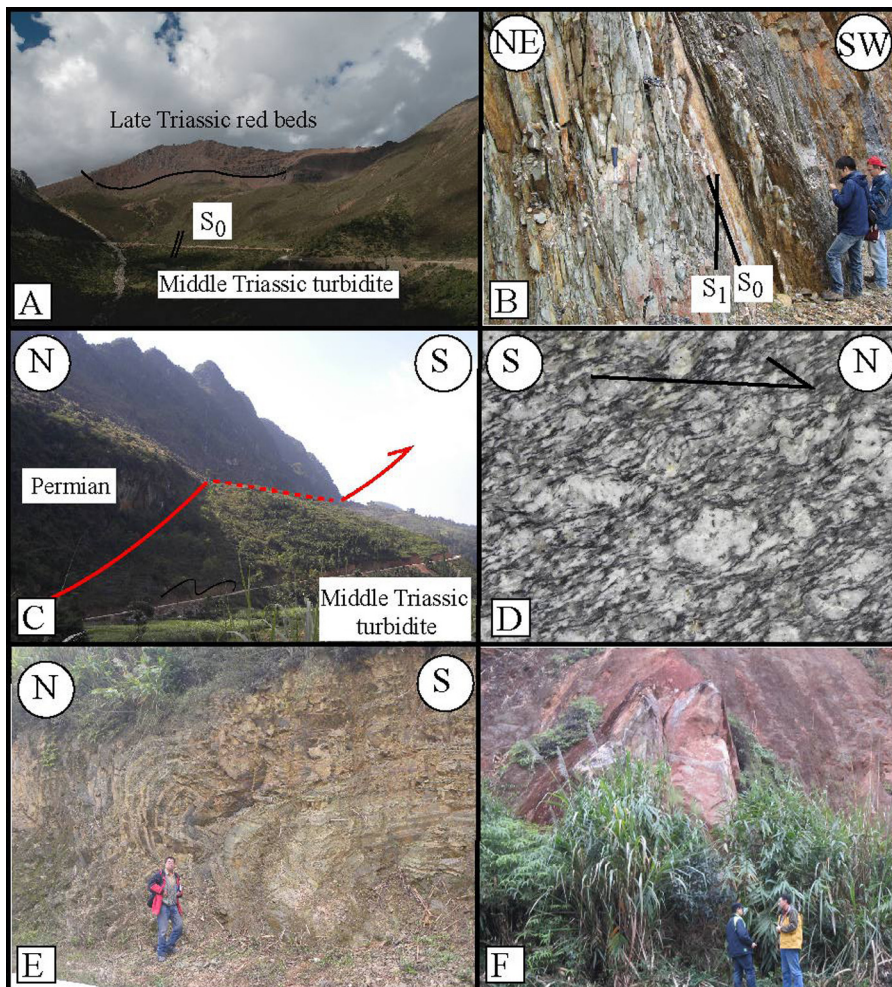 Late Triassic red beds
S0
Middle Triassic turbidite
A
NE
SW
S1
S0
B
N
S
Permian
Middle Triassic
turbidite
C
S
N
D
N
S
E
F